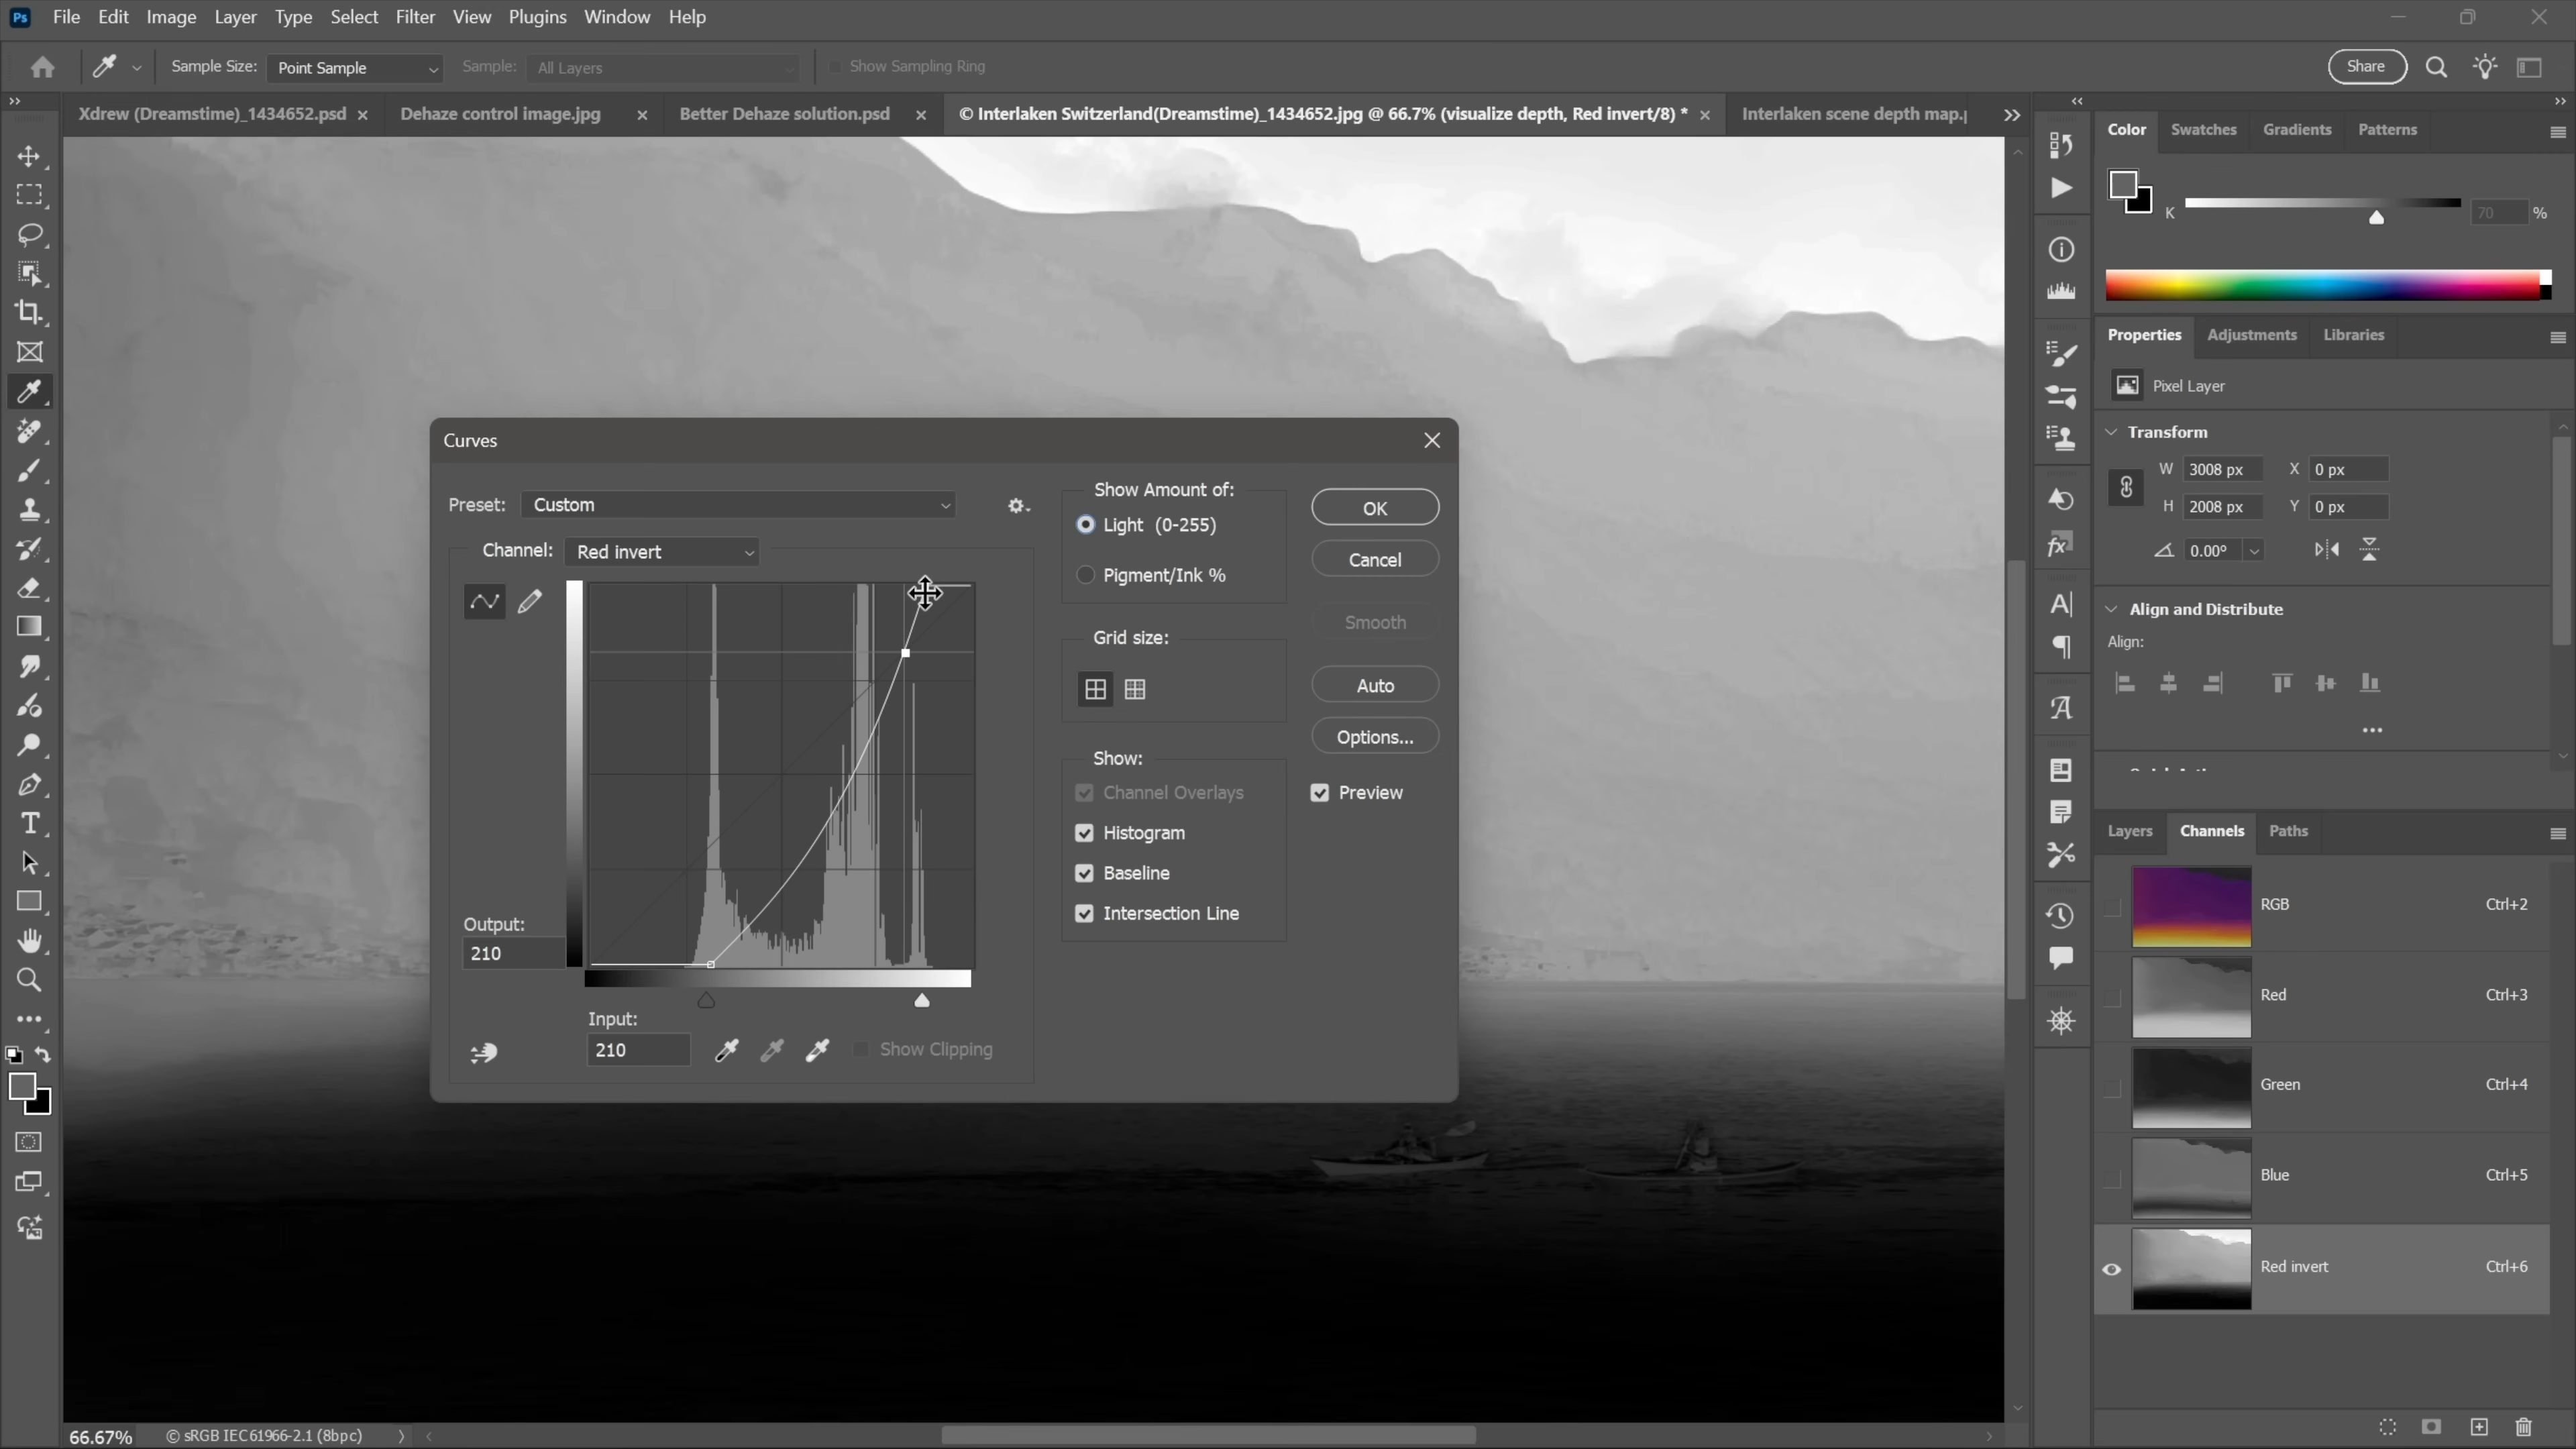 Ps File Edit Image Layer Type Select Filter View Plugins Window Help
Sample Size: Point Sample Sample: All Layers Show Sampling Ring Share
Xdrew (Dreamstime)_1434652.psd Dehaze control image.jpg Better Dehaze solution.psd © Interlaken Switzerland(Dreamstime)_1434652.jpg @ 66.7% (visualize depth, Red invert/8) * Interlaken scene depth map.
Color Swatches Gradients Patterns
K 70 %
Properties Adjustments Libraries
Pixel Layer
Transform
W 3008 px X 0 px
H 2008 px Y 0 px
0.00°
Align and Distribute
Align:
Curves
Preset: Custom
Channel: Red invert
Output:
210
Input:
210
Show Clipping
Show Amount of:
Light (0-255)
Pigment/Ink %
Grid size:
Show:
Channel Overlays
Histogram
Baseline
Intersection Line
OK
Cancel
Smooth
Auto
Options...
Preview
Layers Channels Paths
RGB Ctrl+2
Red Ctrl+3
Green Ctrl+4
Blue Ctrl+5
Red invert Ctrl+6
66.67% © sRGB IEC61966-2.1 (8bpc)